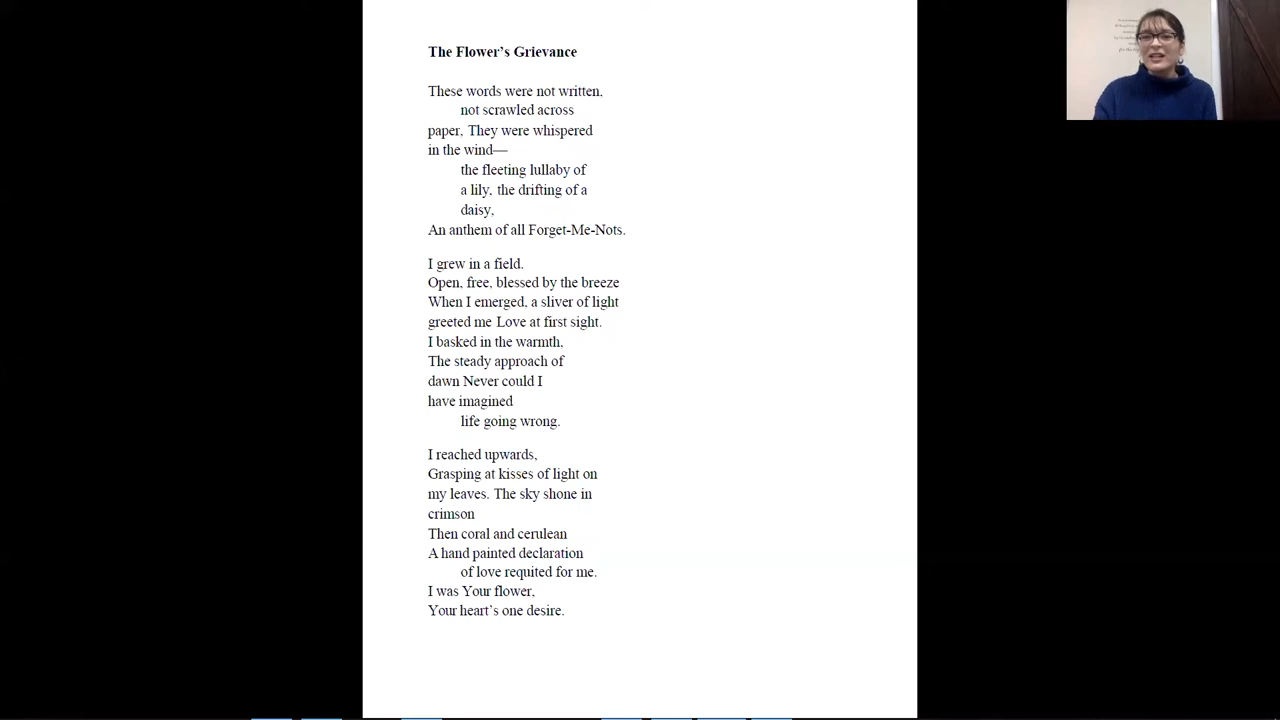 The Flower’s Grievance
These words were not written,
not scrawled across
paper, They were whispered
in the wind—
the fleeting lullaby of
a lily, the drifting of a
daisy,
An anthem of all Forget-Me-Nots.
I grew in a field.
Open, free, blessed by the breeze
When I emerged, a sliver of light
greeted me Love at first sight.
I basked in the warmth,
The steady approach of
dawn Never could I
have imagined
life going wrong.
I reached upwards,
Grasping at kisses of light on
my leaves. The sky shone in
crimson
Then coral and cerulean
A hand painted declaration
of love requited for me.
I was Your flower,
Your heart’s one desire.